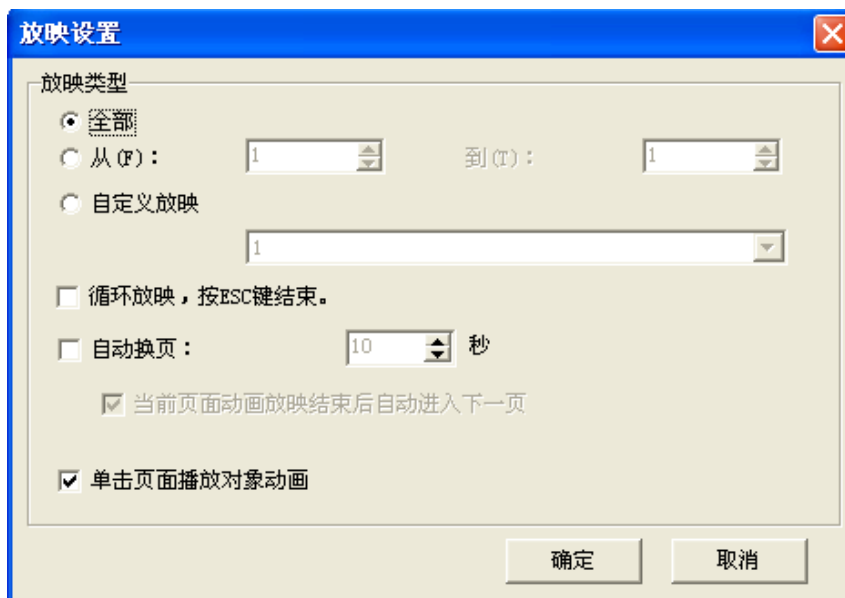 放映设置
放映类型
全部
从(F)： 1 到(T)： 1
自定义放映
1
循环放映，按ESC键结束。
自动换页： 10 秒
当前页面动画放映结束后自动进入下一页
单击页面播放对象动画
确定 取消